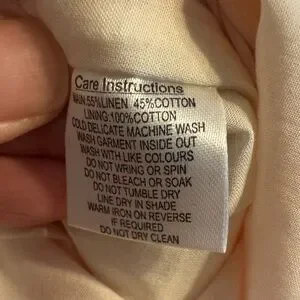 Care Instructions
MAIN:55%LINEN 45%COTTON
LINING:100%COTTON
COLD DELICATE MACHINE WASH
WASH GARMENT INSIDE OUT
WASH WITH LIKE COLOURS
DO NOT WRING OR SPIN
DO NOT BLEACH OR SOAK
DO NOT TUMBLE DRY
LINE DRY IN SHADE
WARM IRON ON REVERSE
IF REQUIRED
DO NOT DRY CLEAN